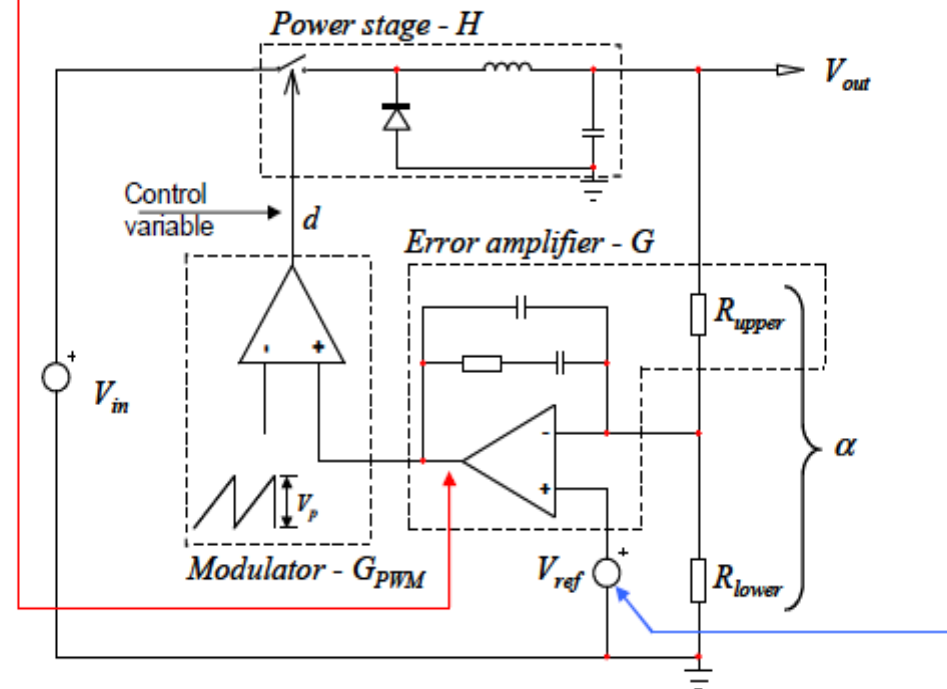 Power stage - H
V_out
Control
variable
d
Error amplifier - G
R_upper
- +
+
V_in
-
α
+
V_p
+
Modulator - G_PWM
V_ref
R_lower